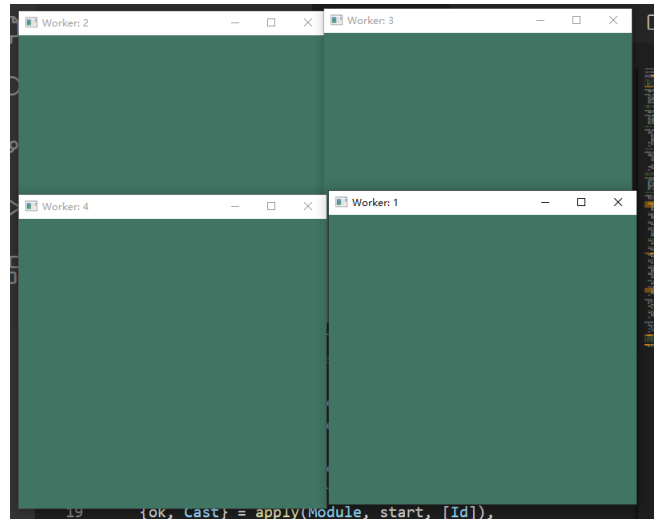 Worker: 2
Worker: 3
Worker: 4
Worker: 1
19 {ok, Cast} = apply(Module, start, [Id]),